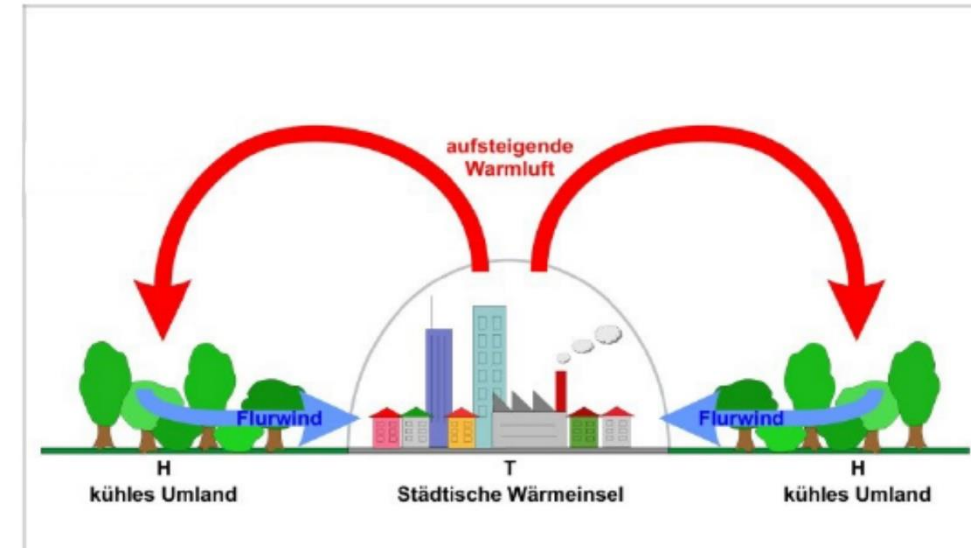 aufsteigende
Warmluft
Flurwind
Flurwind
H
T
H
kühles Umland
Städtische Wärmeinsel
kühles Umland